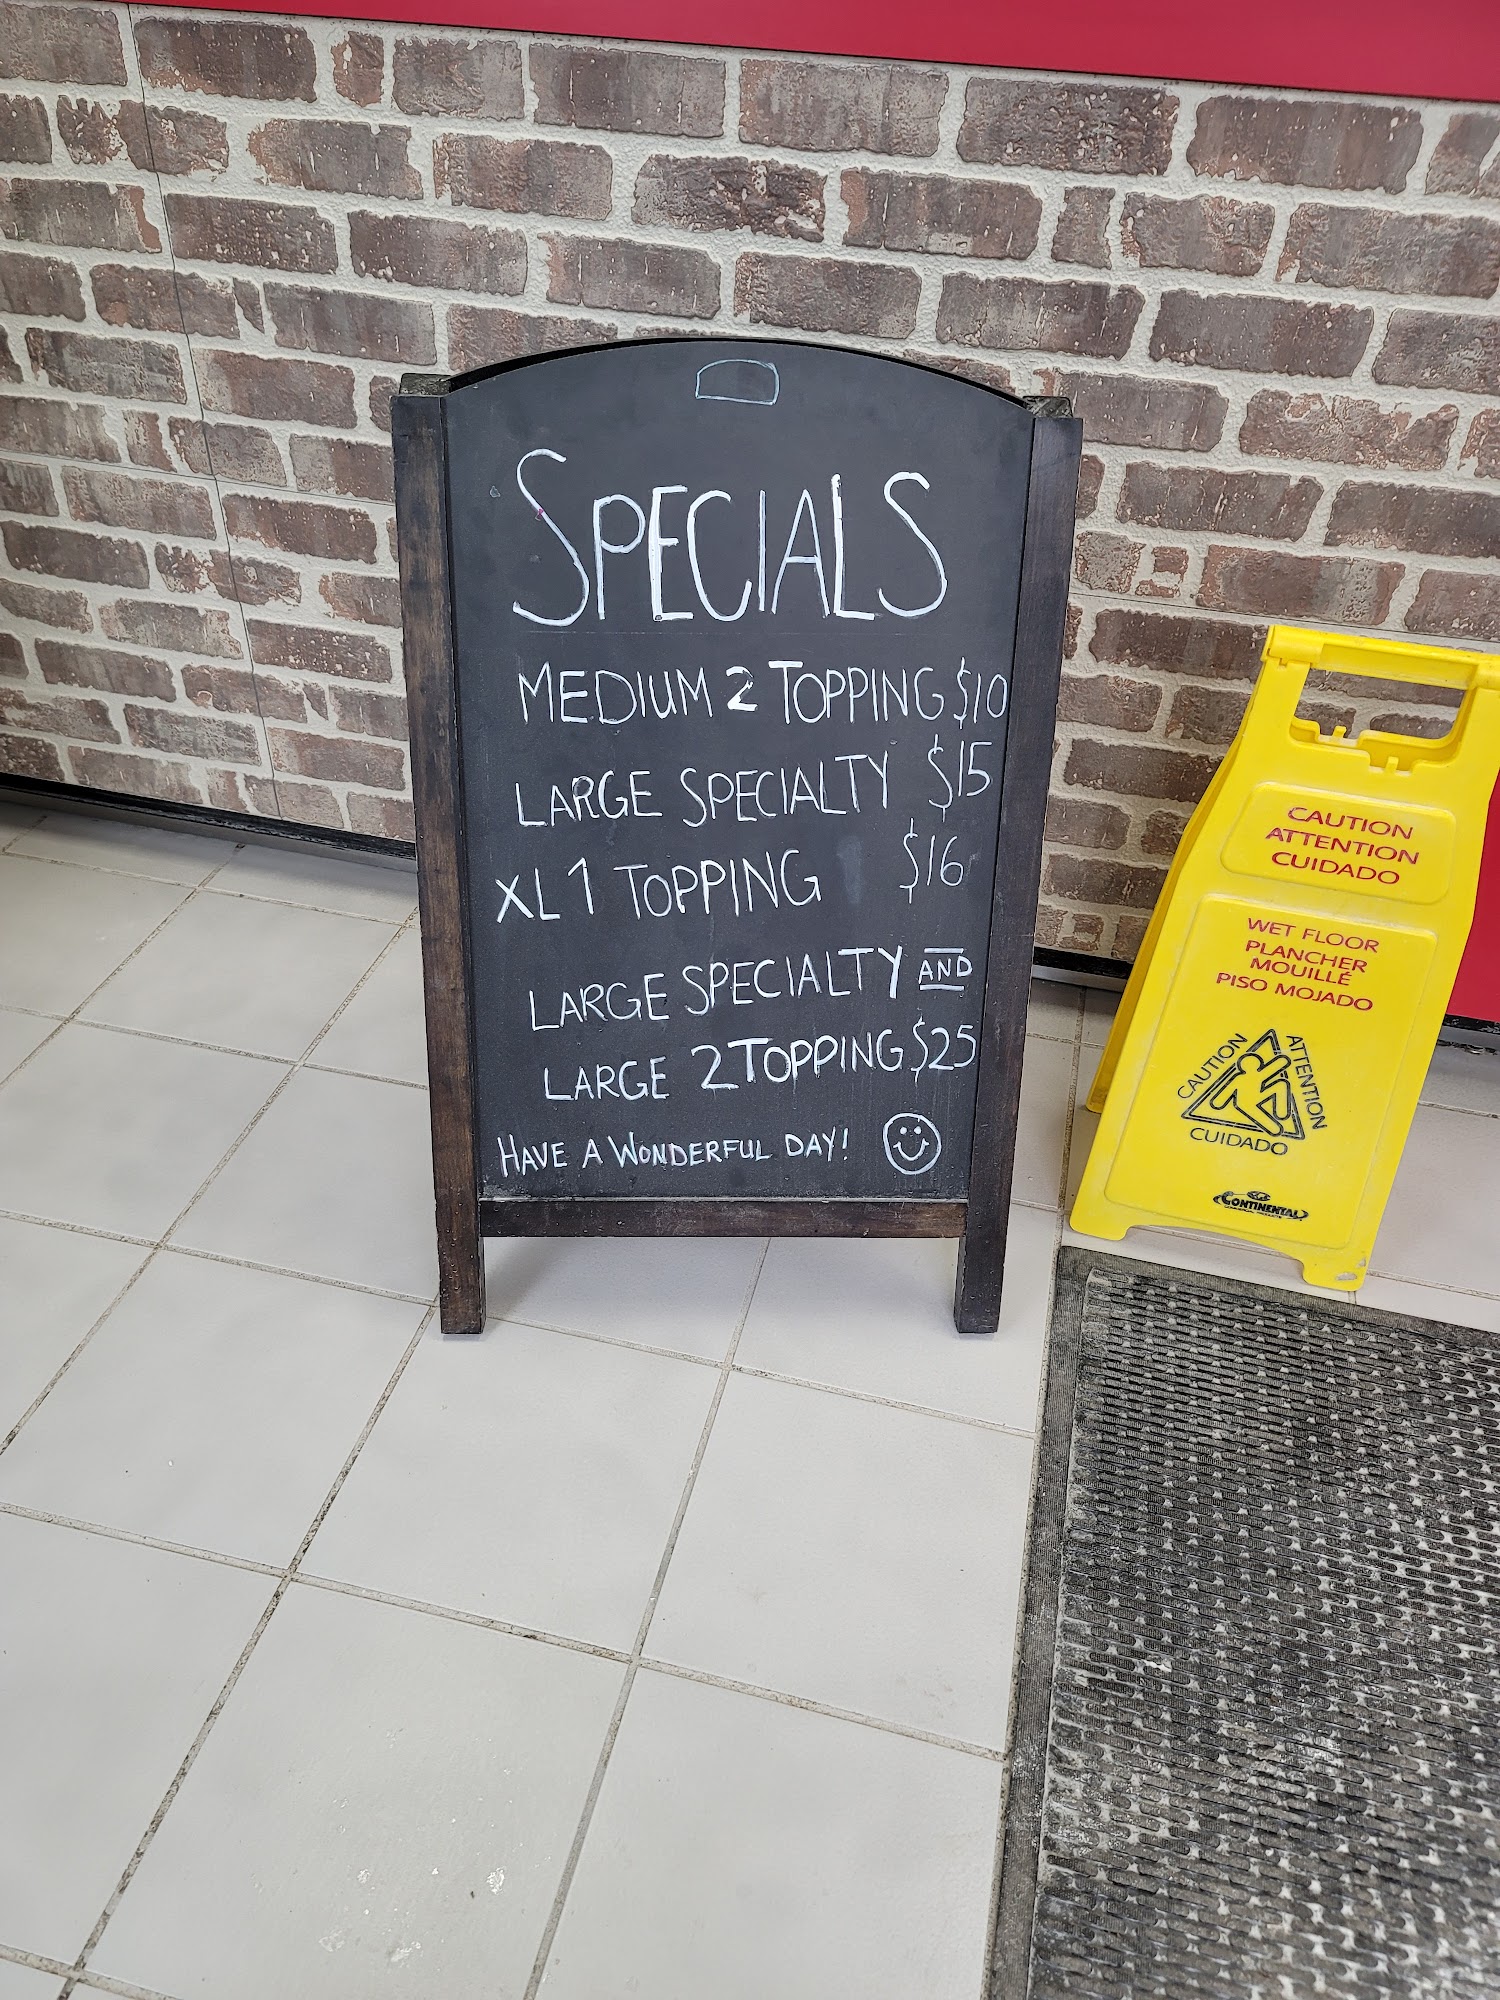 SPECIALS
MEDIUM 2 TOPPING $10
LARGE SPECIALTY $15
XL 1 TOPPING $16
LARGE SPECIALTY AND
LARGE 2 TOPPING $25
HAVE A WONDERFUL DAY!
CAUTION
ATTENTION
CUIDADO
WET FLOOR
PLANCHER
MOUILLÉ
PISO MOJADO
CAUTION
ATTENTION
CUIDADO
CONTINENTAL